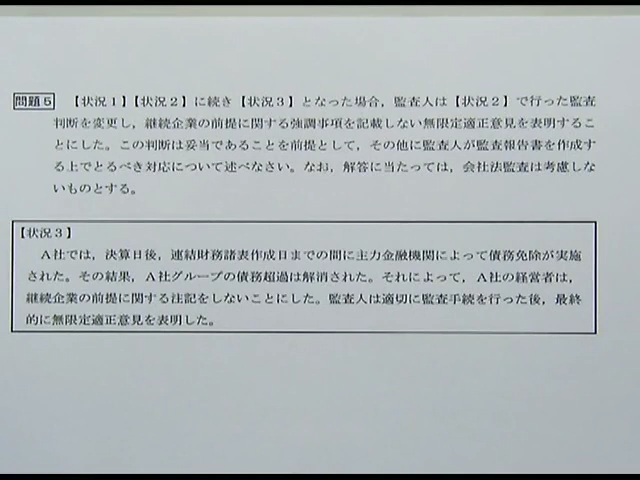 問題5 【状況1】【状況2】に続き【状況3】となった場合，監査人は【状況2】で行った監査
判断を変更し，継続企業の前提に関する強調事項を記載しない無限定適正意見を表明するこ
とにした。この判断は妥当であることを前提として，その他に監査人が監査報告書を作成す
る上でとるべき対応について述べなさい。なお，解答に当たっては，会社法監査は考慮しな
いものとする。
【状況3】
A社では，決算日後，連結財務諸表作成日までの間に主力金融機関によって債務免除が実施
された。その結果，A社グループの債務超過は解消された。それによって，A社の経営者は，
継続企業の前提に関する注記をしないことにした。監査人は適切に監査手続を行った後，最終
的に無限定適正意見を表明した。